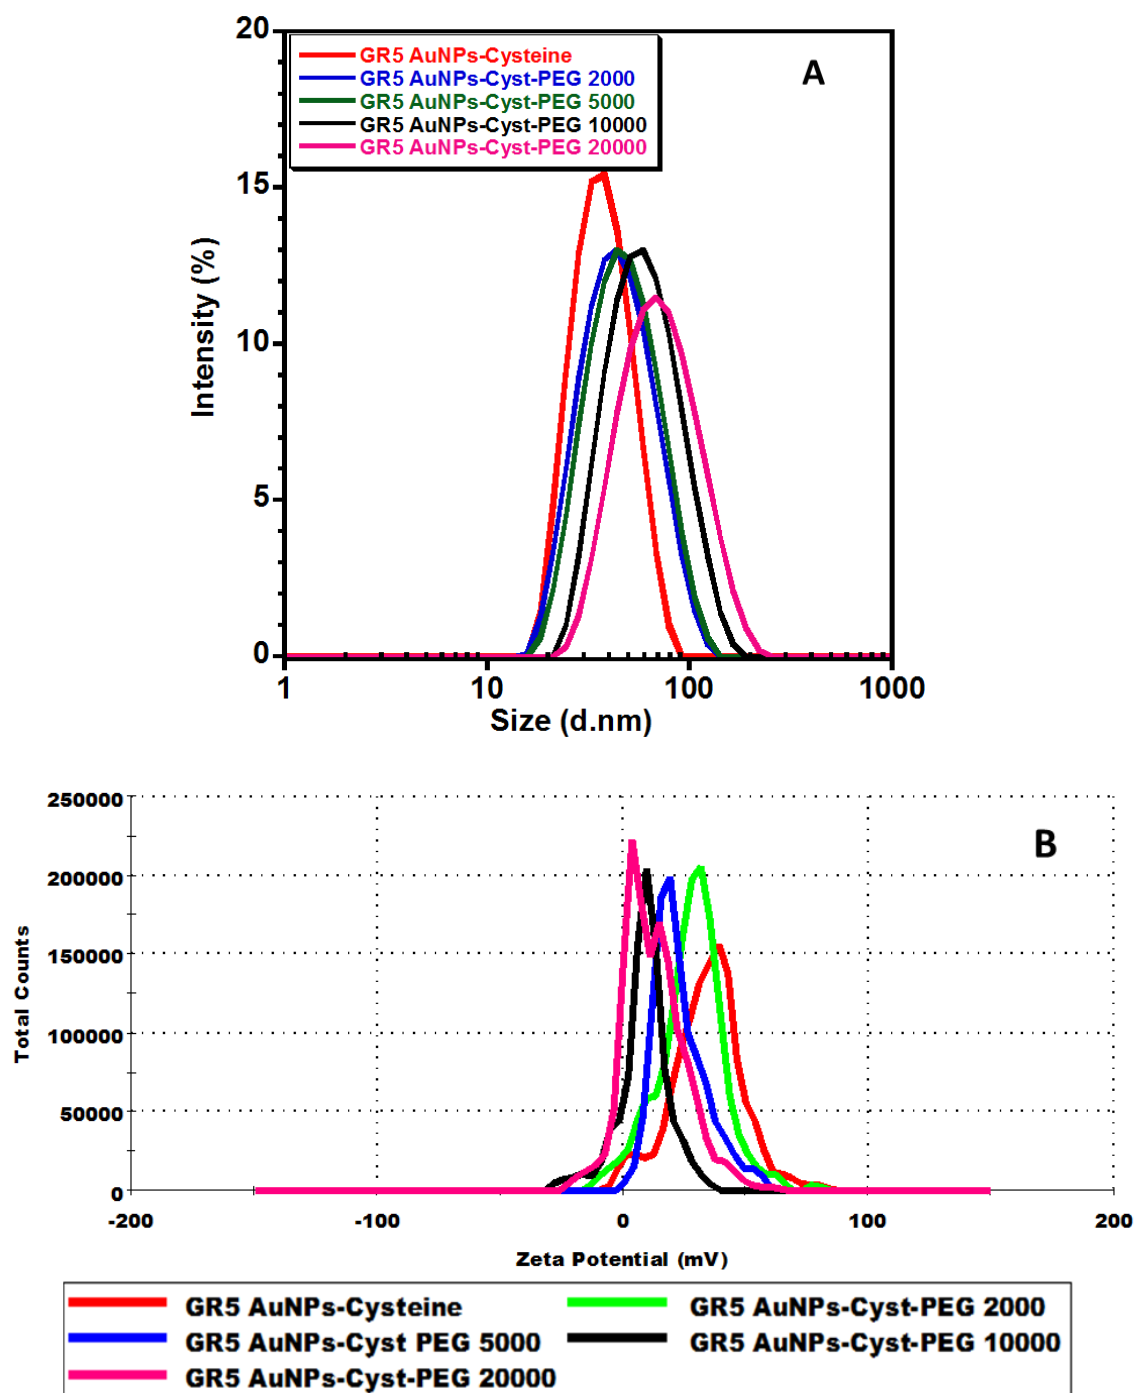 20
GR5 AuNPs-Cysteine
GR5 AuNPs-Cyst-PEG 2000
GR5 AuNPs-Cyst-PEG 5000
GR5 AuNPs-Cyst-PEG 10000
GR5 AuNPs-Cyst-PEG 20000
A
15
10
5
0
Intensity (%)
1
10
100
1000
Size (d.nm)
250000
200000
150000
100000
50000
0
Total Counts
B
-200
-100
0
100
200
Zeta Potential (mV)
GR5 AuNPs-Cysteine
GR5 AuNPs-Cyst-PEG 2000
GR5 AuNPs-Cyst PEG 5000
GR5 AuNPs-Cyst-PEG 10000
GR5 AuNPs-Cyst-PEG 20000